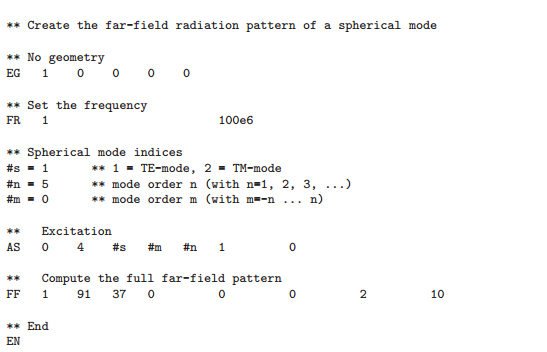 ** Create the far-field radiation pattern of a spherical mode
** No geometry
EG 1 0 0 0 0
** Set the frequency
FR 1 100e6
** Spherical mode indices
#s = 1 ** 1 = TE-mode, 2 = TM-mode
#n = 5 ** mode order n (with n=1, 2, 3, ...)
#m = 0 ** mode order m (with m=-n ... n)
** Excitation
AS 0 4 #s #m #n 1 0
** Compute the full far-field pattern
FF 1 91 37 0 0 0 2 10
** End
EN